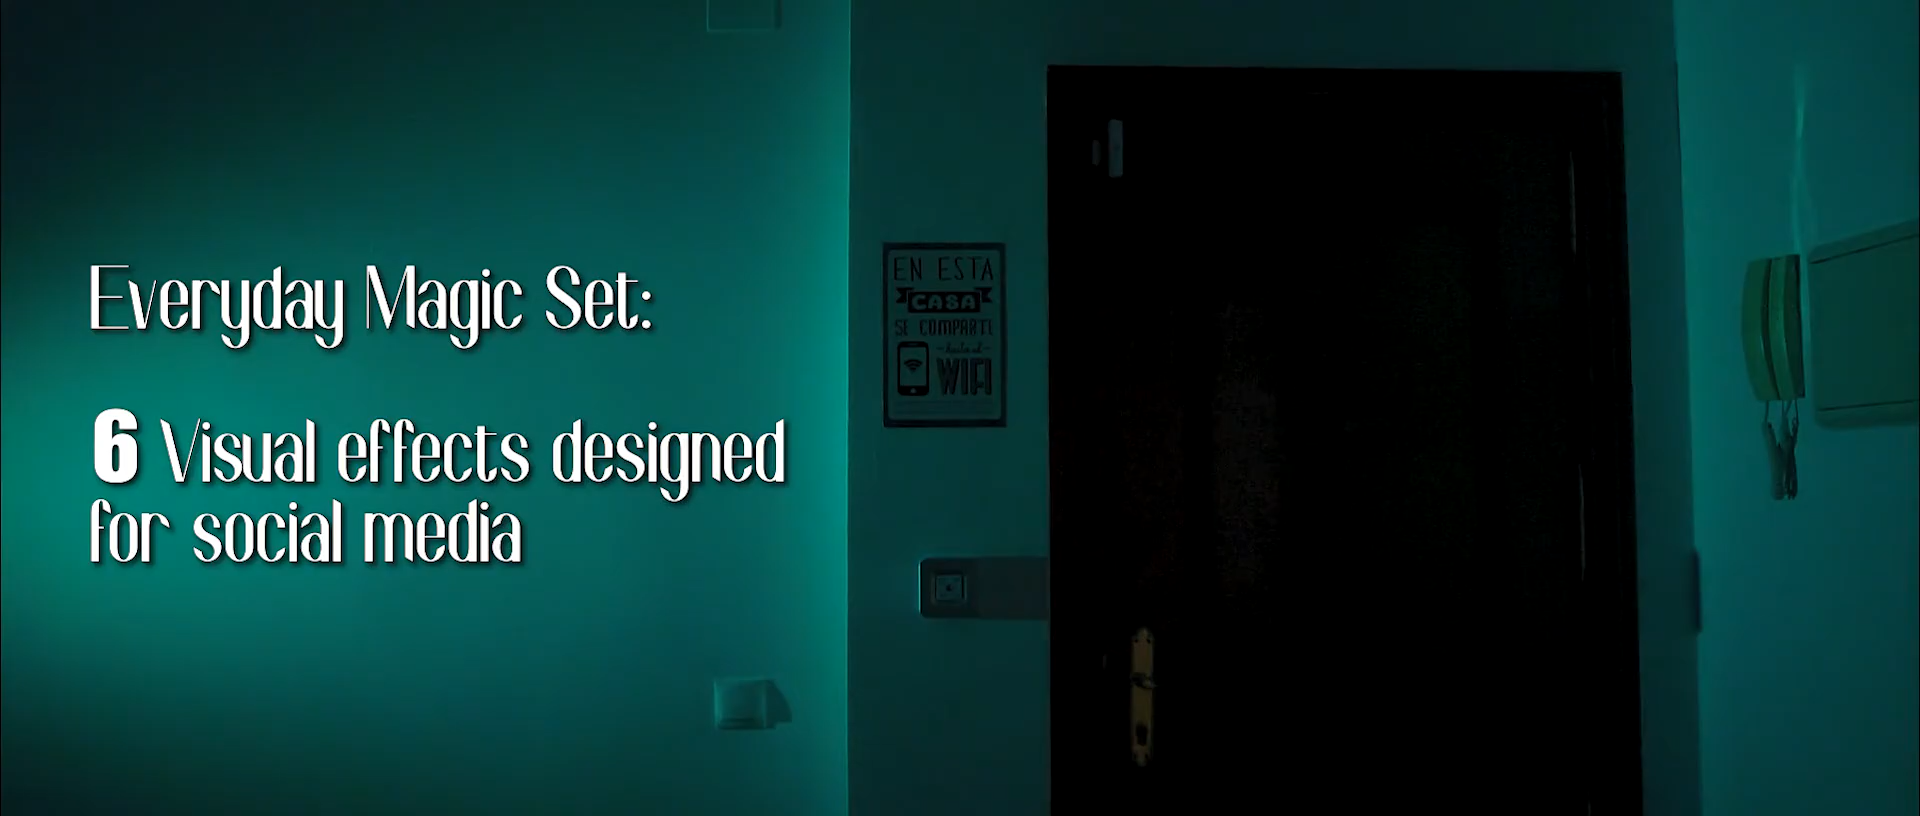 Everyday Magic Set:
6 Visual effects designed
for social media
EN ESTA
CASA
SE COMPARTE
WIFI